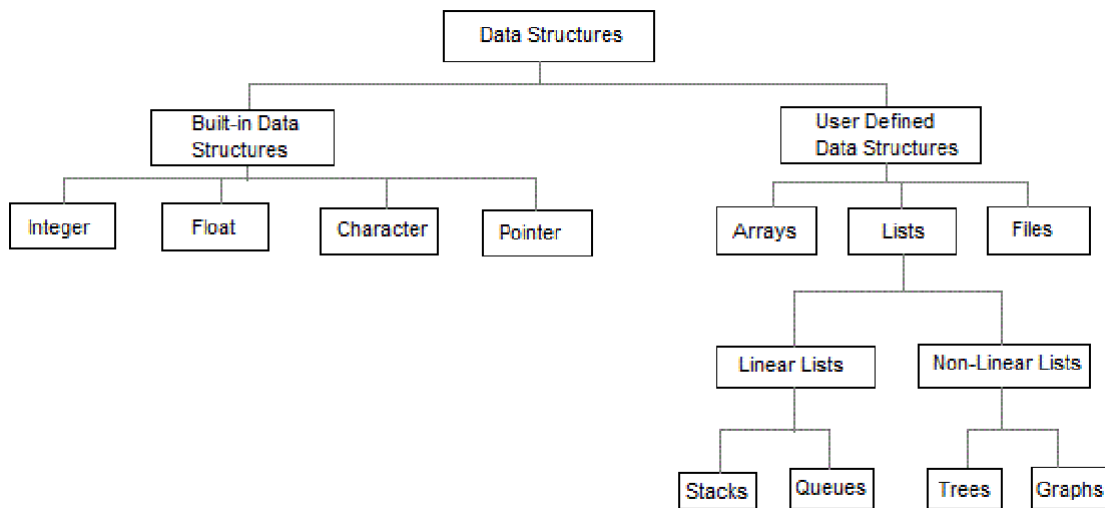 Data Structures
Built-in Data
Structures
User Defined
Data Structures
Integer
Float
Character
Pointer
Arrays
Lists
Files
Linear Lists
Non-Linear Lists
Stacks
Queues
Trees
Graphs